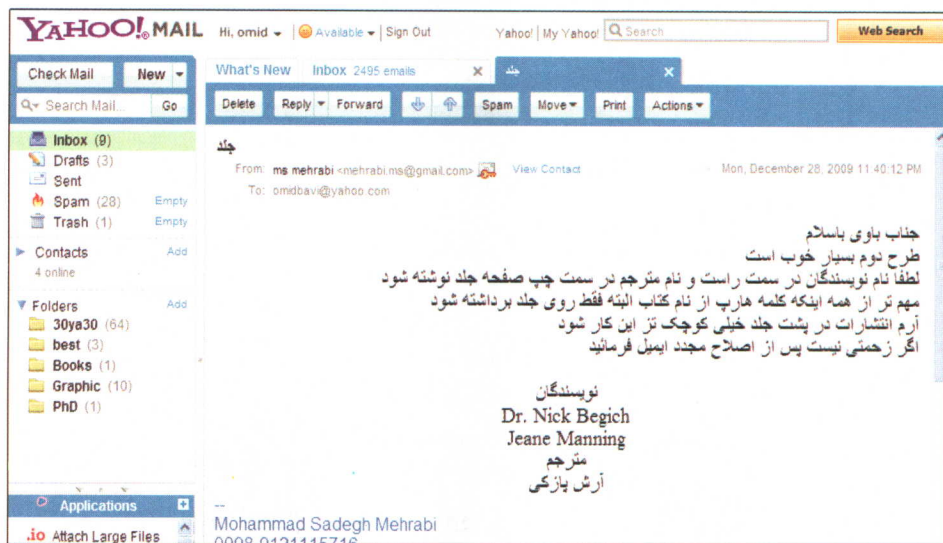 YAHOO! MAIL Hi, omid Available Sign Out Yahoo! My Yahoo! Search Web Search
Check Mail New
Search Mail... Go
Inbox (9)
Drafts (3)
Sent
Spam (28) Empty
Trash (1) Empty
Contacts Add
4 online
Folders Add
30ya30 (64)
best (3)
Books (1)
Graphic (10)
PhD (1)
Applications
.io Attach Large Files
What's New Inbox 2495 emails جلد
Delete Reply Forward Spam Move Print Actions
جلد
From: ms mehrabi <mehrabi.ms@gmail.com> View Contact Mon, December 28, 2009 11:40:12 PM
To: omidbavi@yahoo.com
جناب باوی باسلام
طرح دوم بسیار خوب است
لطفا نام نویسندگان در سمت راست و نام مترجم در سمت چپ صفحه جلد نوشته شود
مهم تر از همه اینکه کلمه هارپ از نام کتاب البته فقط روی جلد برداشته شود
آرم انتشارات در پشت جلد خیلی کوچک تز این کار شود
اگر زحمتی نیست پس از اصلاح مجدد ایمیل فرمائید
نویسندگان
Dr. Nick Begich
Jeane Manning
مترجم
آرش پازکی
--
Mohammad Sadegh Mehrabi
0098 9121115716